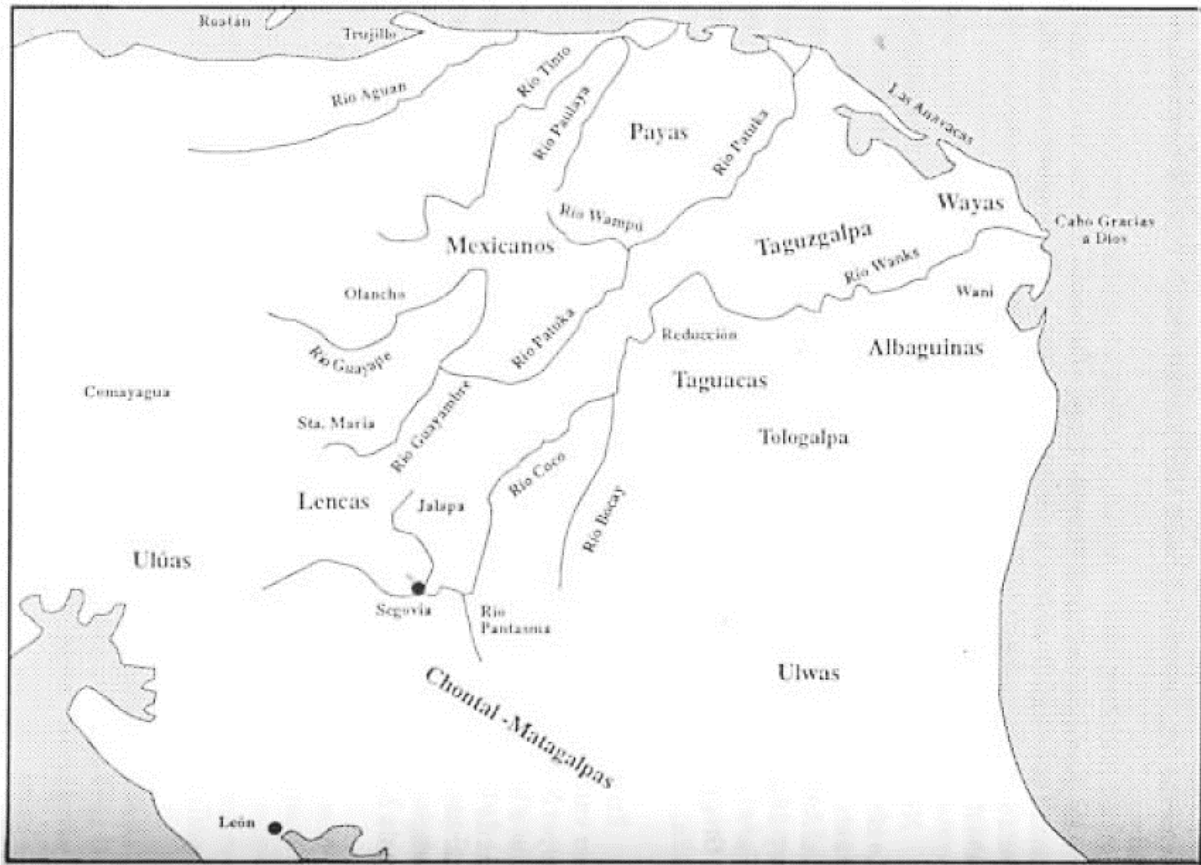 Roatán
Trujillo
Río Aguan
Río Tinto
Río Paulaya
Payas
Río Patuka
Las Anavacas
Wayas
Cabo Gracias
a Dios
Río Wampú
Mexicanos
Taguzgalpa
Río Wanks
Wani
Olancho
Río Guayape
Río Patuka
Reducción
Albaguinas
Taguacas
Comayagua
Sta. Maria
Río Guayambre
Tologalpa
Río Coco
Río Bocay
Lencas
Jalapa
Ulúas
Segovia
Río
Pantasma
Ulwas
Chontal -Matagalpas
León